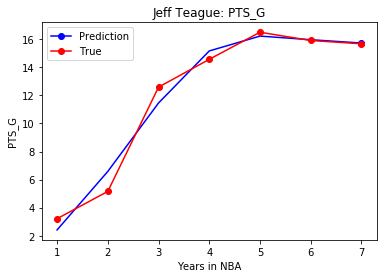 Jeff Teague: PTS_G
Prediction
True
PTS_G
16
14
12
10
8
6
4
2
1 2 3 4 5 6 7
Years in NBA